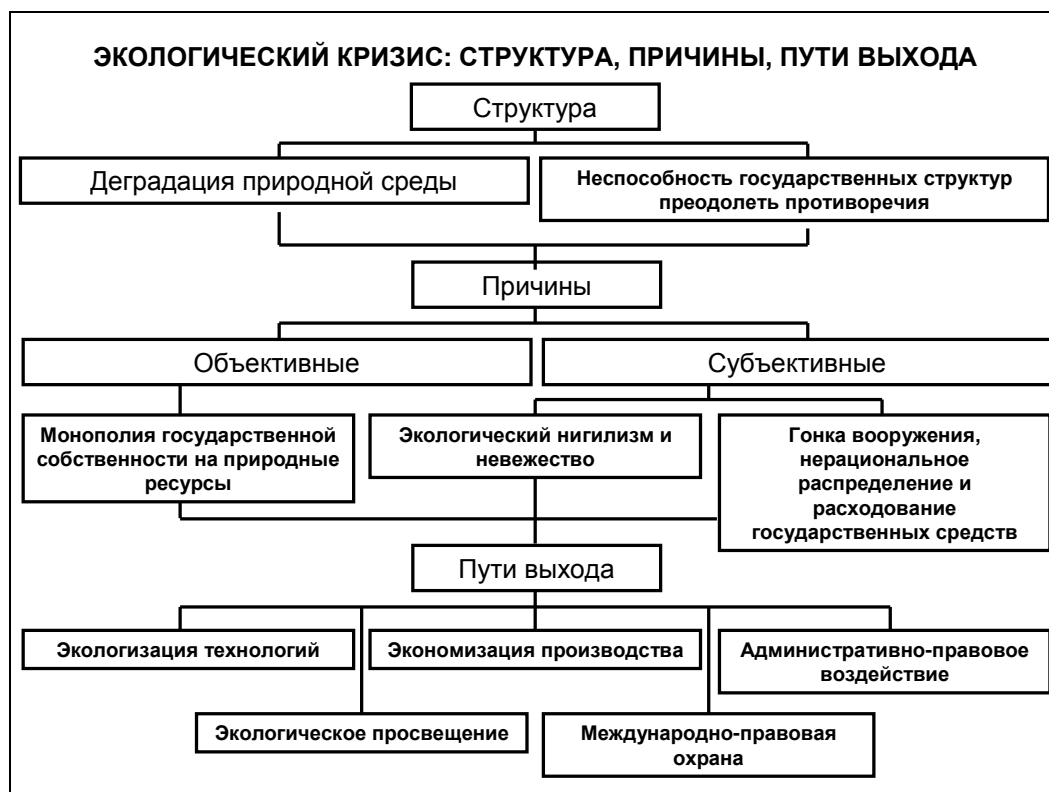 ЭКОЛОГИЧЕСКИЙ КРИЗИС: СТРУКТУРА, ПРИЧИНЫ, ПУТИ ВЫХОДА
Структура
Деградация природной среды
Неспособность государственных структур
преодолеть противоречия
Причины
Объективные
Субъективные
Монополия государственной
собственности на природные
ресурсы
Экологический нигилизм и
невежество
Гонка вооружения,
нерациональное
распределение и
расходование
государственных средств
Пути выхода
Экологизация технологий
Экономизация производства
Административно-правовое
воздействие
Экологическое просвещение
Международно-правовая
охрана